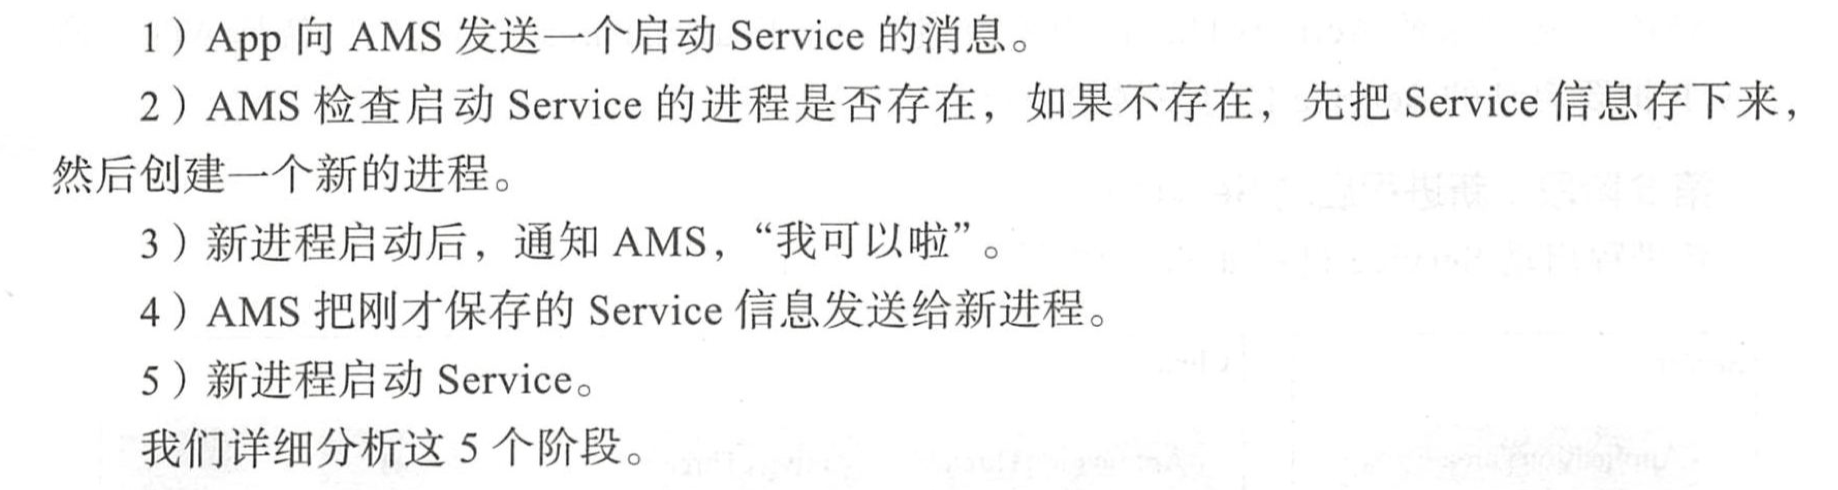 1）App 向 AMS 发送一个启动 Service 的消息。
2）AMS 检查启动 Service 的进程是否存在，如果不存在，先把 Service 信息存下来，
然后创建一个新的进程。
3）新进程启动后，通知 AMS，“我可以啦”。
4）AMS 把刚才保存的 Service 信息发送给新进程。
5）新进程启动 Service。
我们详细分析这 5 个阶段。